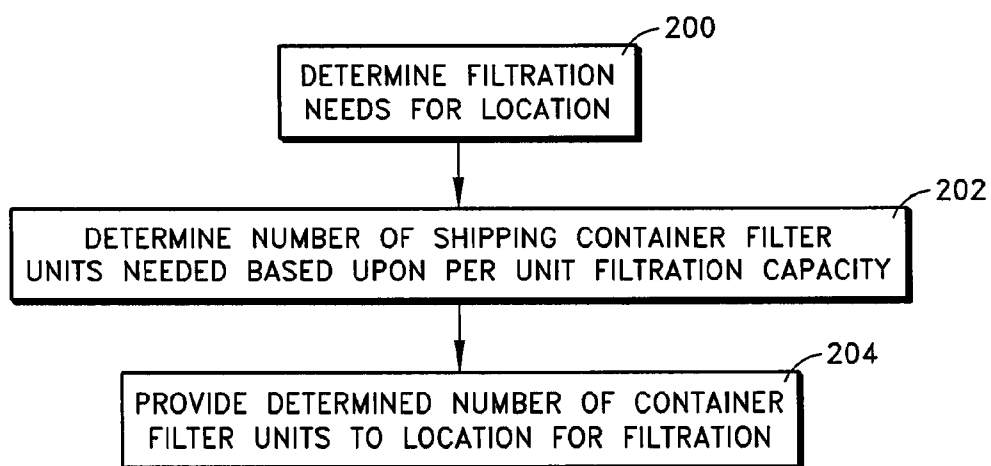 200
DETERMINE FILTRATION
NEEDS FOR LOCATION
202
DETERMINE NUMBER OF SHIPPING CONTAINER FILTER
UNITS NEEDED BASED UPON PER UNIT FILTRATION CAPACITY
204
PROVIDE DETERMINED NUMBER OF CONTAINER
FILTER UNITS TO LOCATION FOR FILTRATION